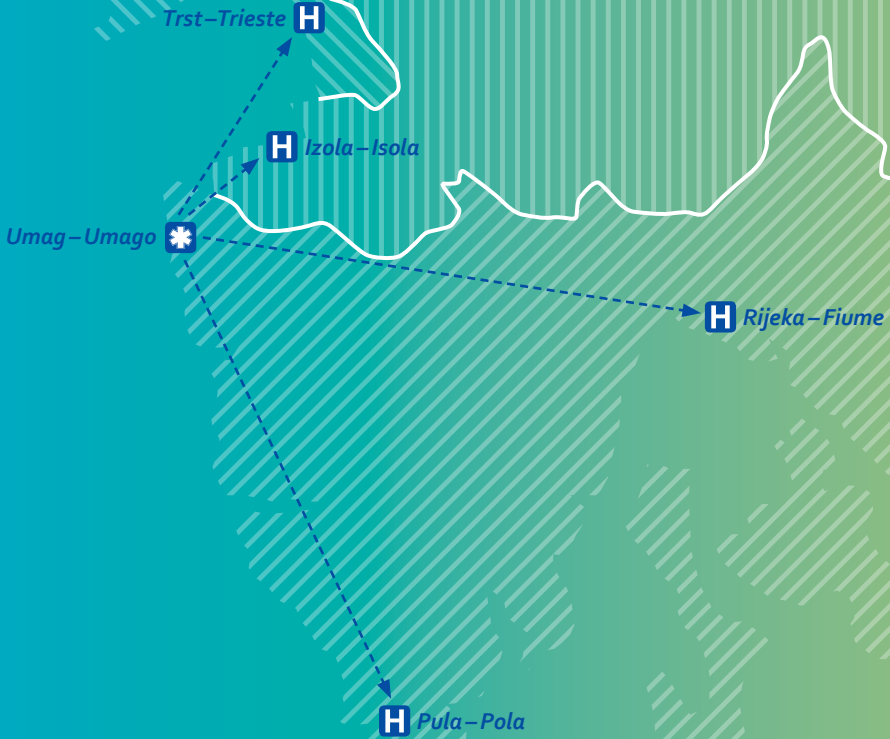 Trst–Trieste H
H Izola–Isola
Umag–Umago
H Rijeka–Fiume
H Pula–Pola